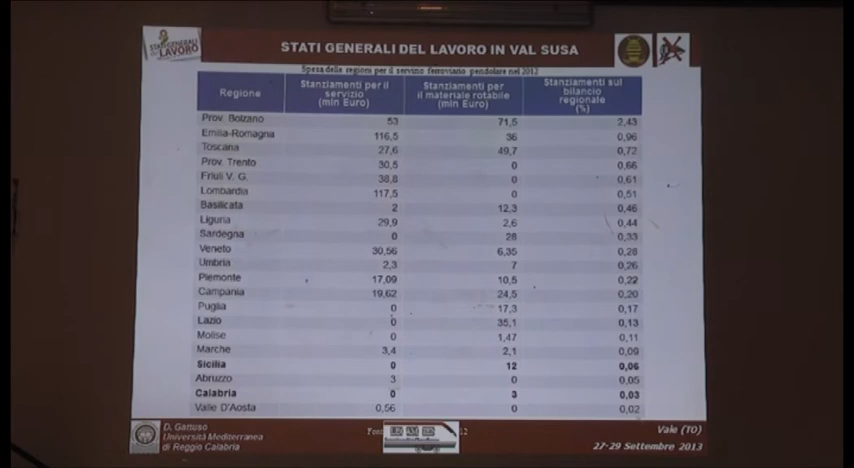 STATI GENERALI
LAVORO
STATI GENERALI DEL LAVORO IN VAL SUSA
Spesa delle regioni per il servizio ferroviario pendolare nel 2012
Regione Stanziamenti per il servizio (mln Euro) Stanziamenti per il materiale rotabile (mln Euro) Stanziamenti sul bilancio regionale (%)
Prov. Bolzano 53 71,5 2,43
Emilia-Romagna 116,5 36 0,96
Toscana 27,6 49,7 0,72
Prov. Trento 30,5 0 0,66
Friuli V. G. 38,8 0 0,61
Lombardia 117,5 0 0,51
Basilicata 2 12,3 0,46
Liguria 29,9 2,6 0,44
Sardegna 0 28 0,33
Veneto 30,56 6,35 0,28
Umbria 2,3 7 0,26
Piemonte 17,09 10,5 0,22
Campania 19,62 24,5 0,20
Puglia 0 17,3 0,17
Lazio 0 35,1 0,13
Molise 0 1,47 0,11
Marche 3,4 2,1 0,09
Sicilia 0 12 0,06
Abruzzo 3 0 0,05
Calabria 0 3 0,03
Valle D'Aosta 0,56 0 0,02
D. Gattuso
Università Mediterranea
di Reggio Calabria
Vaie (TO)
27-29 Settembre 2013